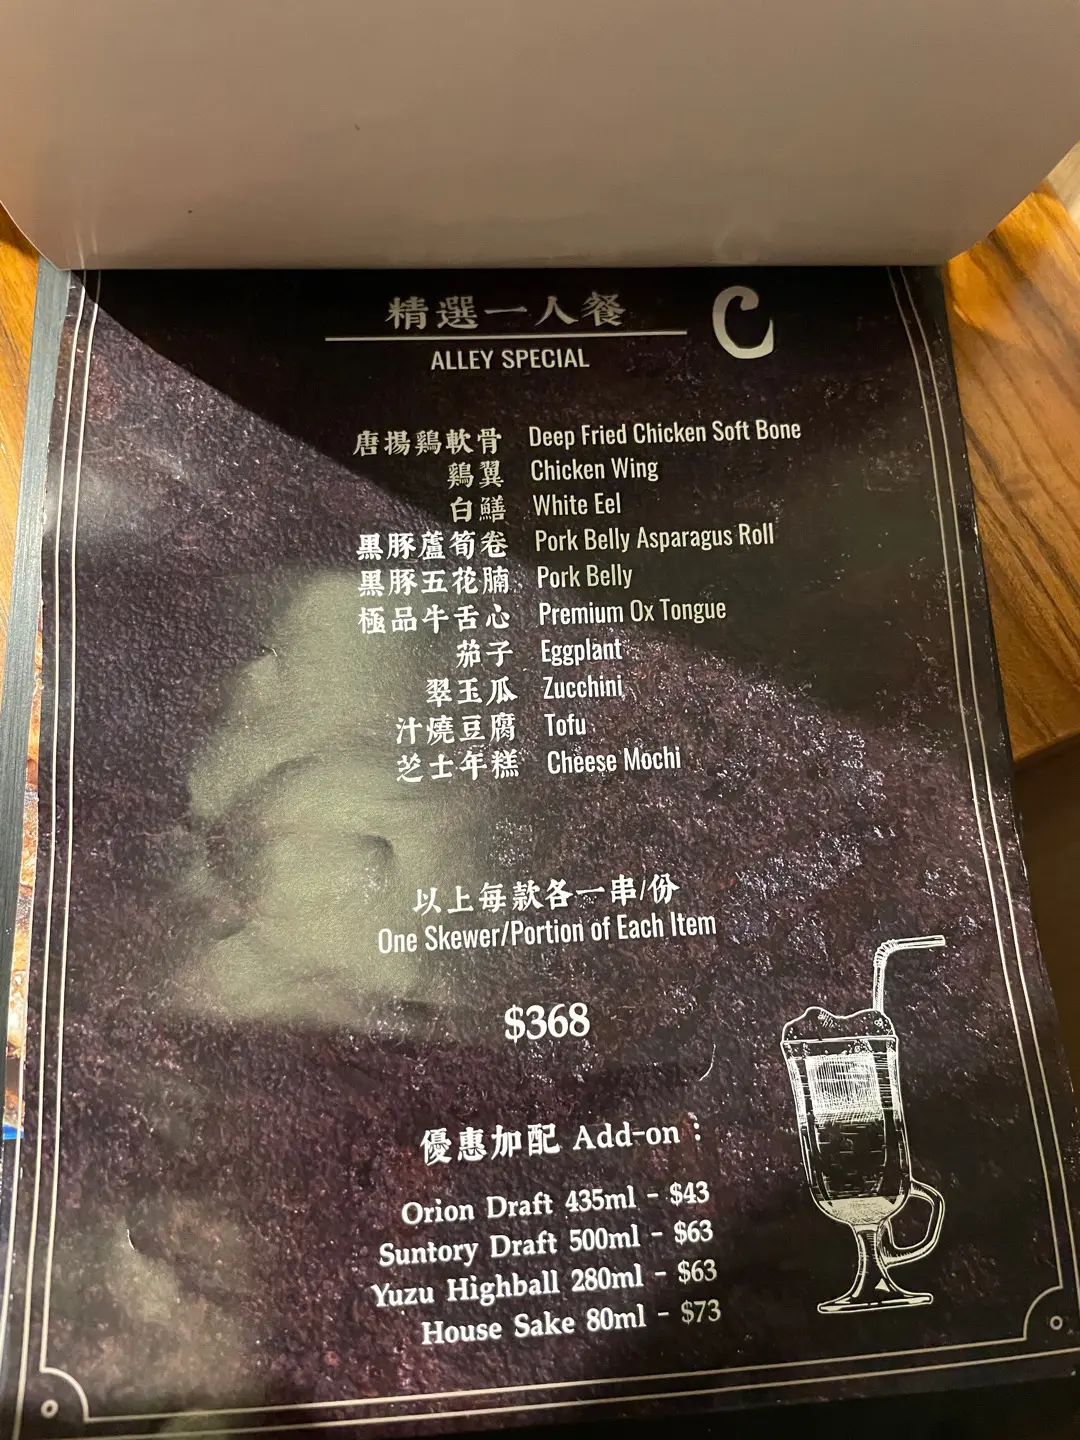 精選一人餐 C
ALLEY SPECIAL
唐揚鶏軟骨 Deep Fried Chicken Soft Bone
鶏翼 Chicken Wing
白鱔 White Eel
黒豚蘆筍卷 Pork Belly Asparagus Roll
黒豚五花腩 Pork Belly
極品牛舌心 Premium Ox Tongue
茄子 Eggplant
翠玉瓜 Zucchini
汁燒豆腐 Tofu
芝士年糕 Cheese Mochi
以上每款各一串/份
One Skewer/Portion of Each Item
$368
優惠加配 Add-on：
Orion Draft 435ml - $43
Suntory Draft 500ml - $63
Yuzu Highball 280ml - $63
House Sake 80ml - $73